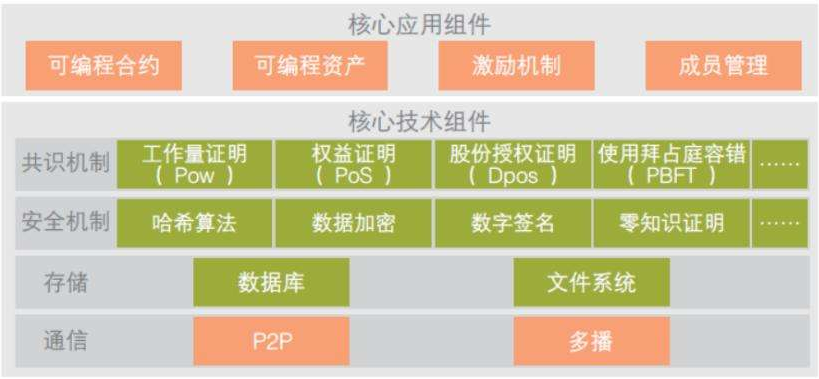 核心应用组件
可编程合约 可编程资产 激励机制 成员管理
核心技术组件
共识机制
工作量证明
( Pow )
权益证明
( PoS )
股份授权证明
( Dpos )
使用拜占庭容错
( PBFT )
……
安全机制 哈希算法 数据加密 数字签名 零知识证明 ……
存储 数据库 文件系统
通信 P2P 多播